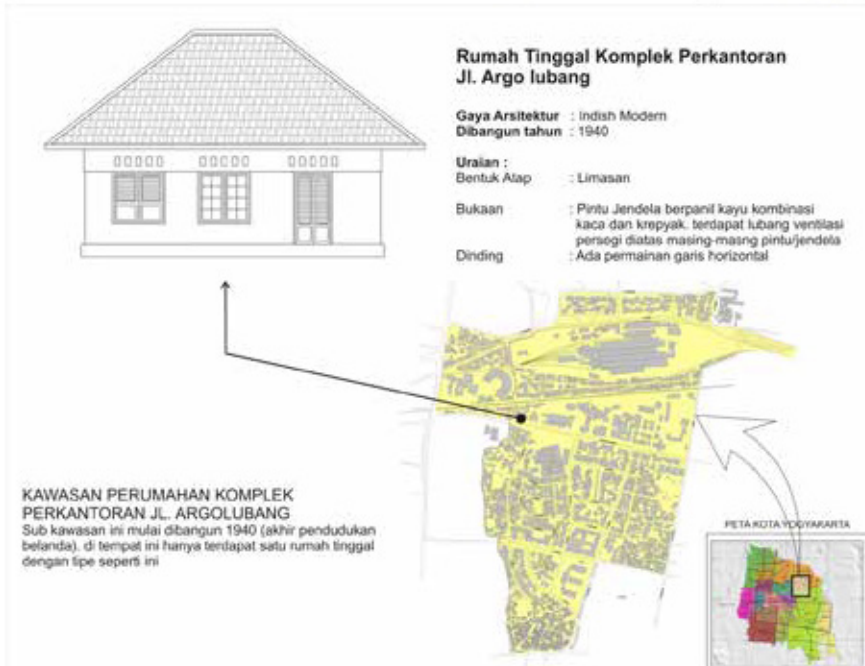 Rumah Tinggal Komplek Perkantoran
Jl. Argo lubang
Gaya Arsitektur : Indish Modern
Dibangun tahun : 1940
Uraian :
Bentuk Atap : Limasan
Bukaan : Pintu Jendela berpanil kayu kombinasi
kaca dan krepyak. terdapat lubang ventilasi
persegi diatas masing-masng pintu/jendela
Dinding : Ada permainan garis horizontal
KAWASAN PERUMAHAN KOMPLEK
PERKANTORAN JL. ARGOLUBANG
Sub kawasan ini mulai dibangun 1940 (akhir pendudukan
belanda). di tempat ini hanya terdapat satu rumah tinggal
dengan tipe seperti ini
PETA KOTA YOGYAKARTA